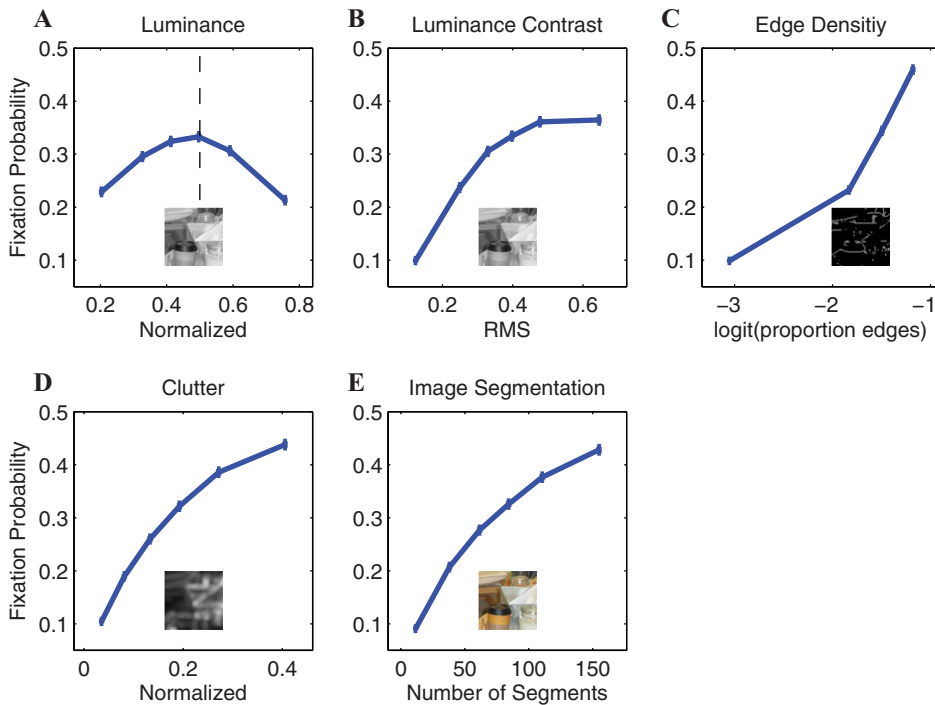 A Luminance
Fixation Probability
0.5
0.4
0.3
0.2
0.1
0.2 0.4 0.6 0.8
Normalized
B Luminance Contrast
0.5
0.4
0.3
0.2
0.1
0.2 0.4 0.6
RMS
C Edge Densitiy
0.5
0.4
0.3
0.2
0.1
−3 −2 −1
logit(proportion edges)
D Clutter
Fixation Probability
0.5
0.4
0.3
0.2
0.1
0 0.2 0.4
Normalized
E Image Segmentation
0.5
0.4
0.3
0.2
0.1
0 50 100 150
Number of Segments